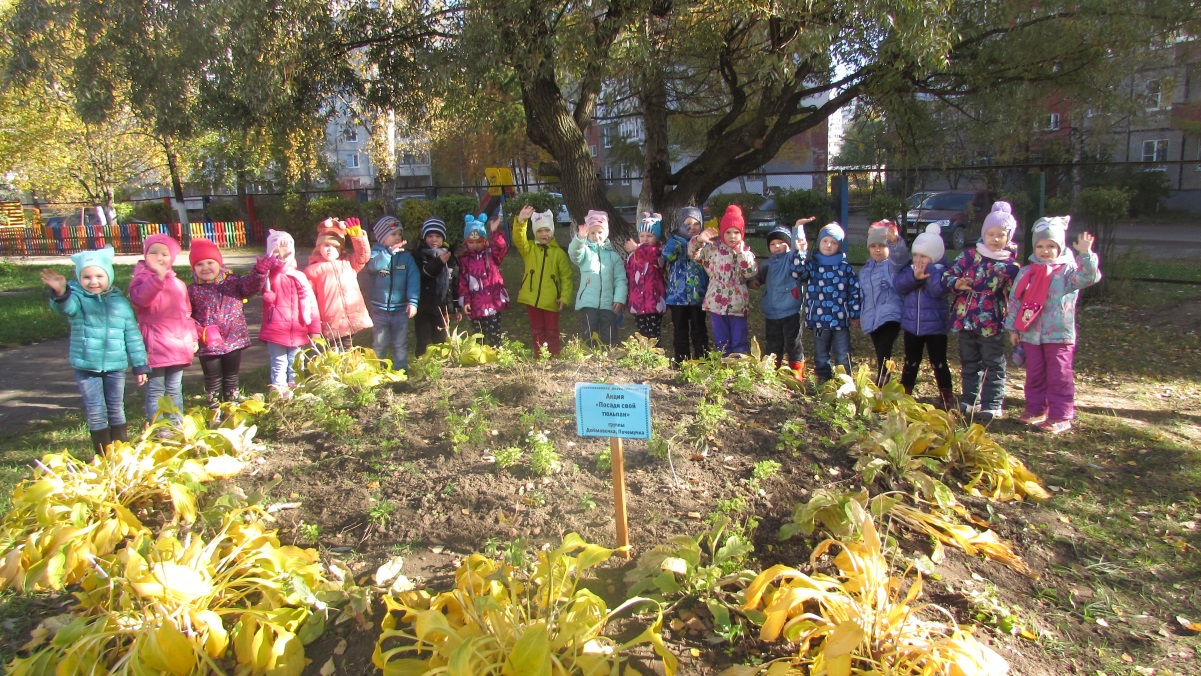 Акция
«Посади свой
тюльпан»
группы
Дюймовочка, Почемучка